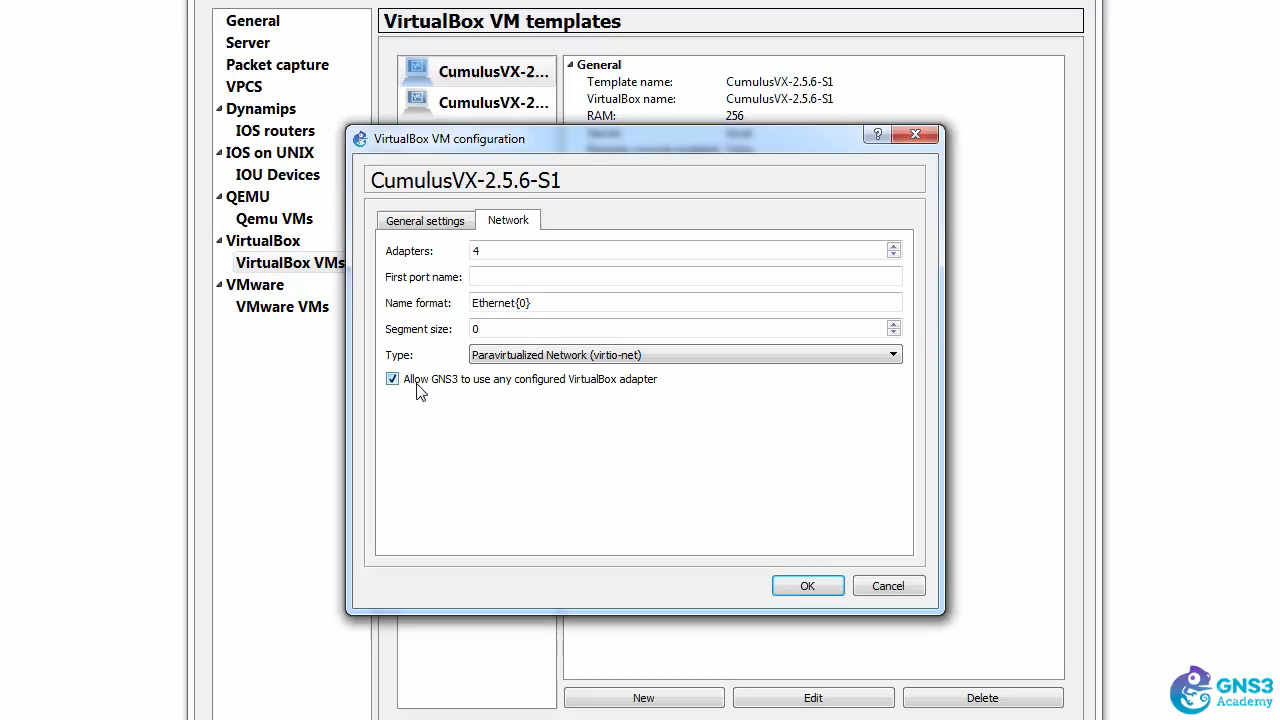 General
Server
Packet capture
VPCS
Dynamips
IOS routers
IOS on UNIX
IOU Devices
QEMU
Qemu VMs
VirtualBox
VirtualBox VMs
VMware
VMware VMs
VirtualBox VM templates
CumulusVX-2...
CumulusVX-2...
General
Template name: CumulusVX-2.5.6-S1
VirtualBox name: CumulusVX-2.5.6-S1
RAM: 256
VirtualBox VM configuration
?
CumulusVX-2.5.6-S1
General settings Network
Adapters: 4
First port name:
Name format: Ethernet{0}
Segment size: 0
Type: Paravirtualized Network (virtio-net)
Allow GNS3 to use any configured VirtualBox adapter
OK Cancel
New Edit Delete
GNS3
Academy